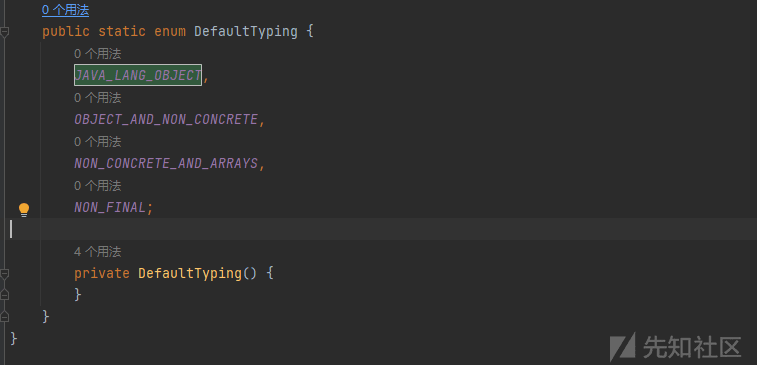 0 个用法
public static enum DefaultTyping {
0 个用法
JAVA_LANG_OBJECT,
0 个用法
OBJECT_AND_NON_CONCRETE,
0 个用法
NON_CONCRETE_AND_ARRAYS,
0 个用法
NON_FINAL;
4 个用法
private DefaultTyping() {
}
}
}
先知社区